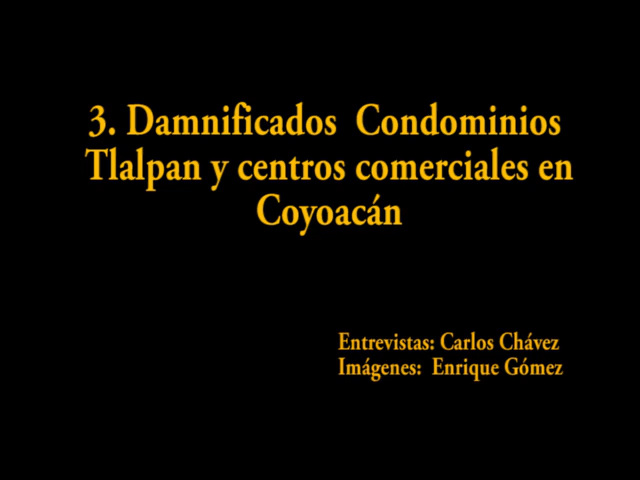 3. Damnificados  Condominios
Tlalpan y centros comerciales en
Coyoacán
Entrevistas: Carlos Chávez
Imágenes:  Enrique Gómez